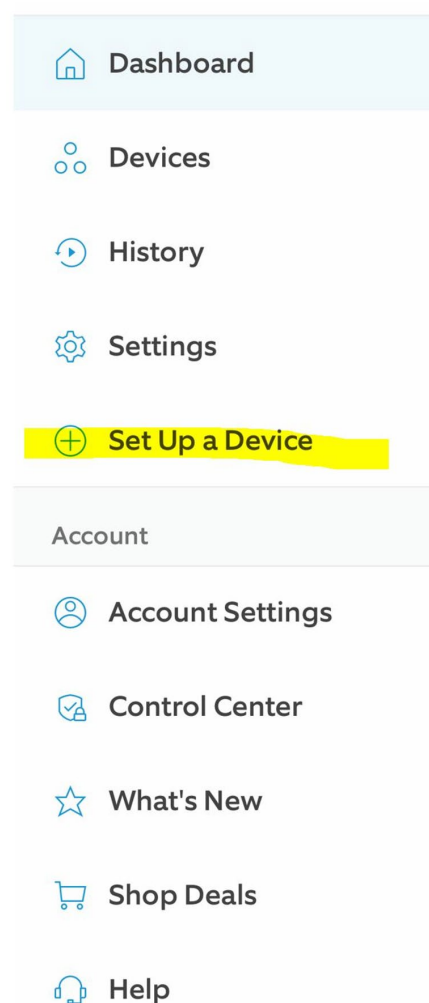 Dashboard
Devices
History
Settings
Set Up a Device
Account
Account Settings
Control Center
What's New
Shop Deals
Help